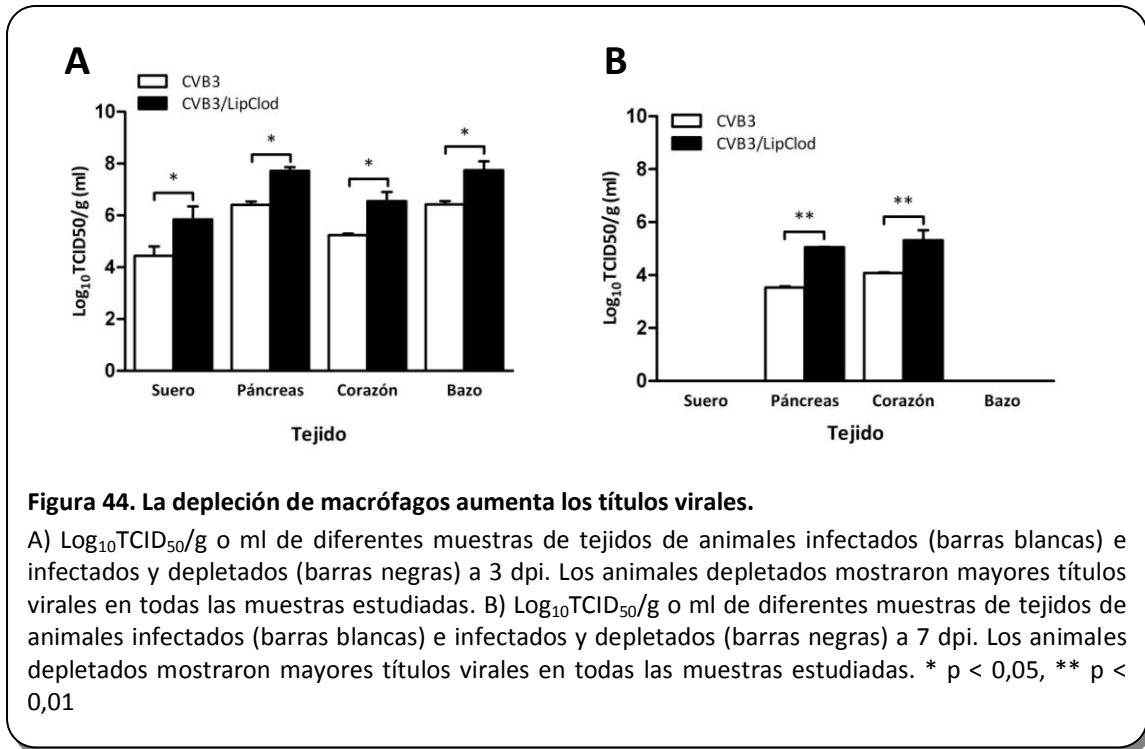 A
CVB3
CVB3/LipClod
Log₁₀TCID50/g (ml)
10
8
6
4
2
0
*
*
*
*
Suero Páncreas Corazón Bazo
Tejido
B
CVB3
CVB3/LipClod
Log₁₀TCID50/g (ml)
10
8
6
4
2
0
**
**
Suero Páncreas Corazón Bazo
Tejido
Figura 44. La depleción de macrófagos aumenta los títulos virales.
A) Log₁₀TCID₅₀/g o ml de diferentes muestras de tejidos de animales infectados (barras blancas) e
infectados y depletados (barras negras) a 3 dpi. Los animales depletados mostraron mayores títulos
virales en todas las muestras estudiadas. B) Log₁₀TCID₅₀/g o ml de diferentes muestras de tejidos de
animales infectados (barras blancas) e infectados y depletados (barras negras) a 7 dpi. Los animales
depletados mostraron mayores títulos virales en todas las muestras estudiadas. * p < 0,05, ** p <
0,01